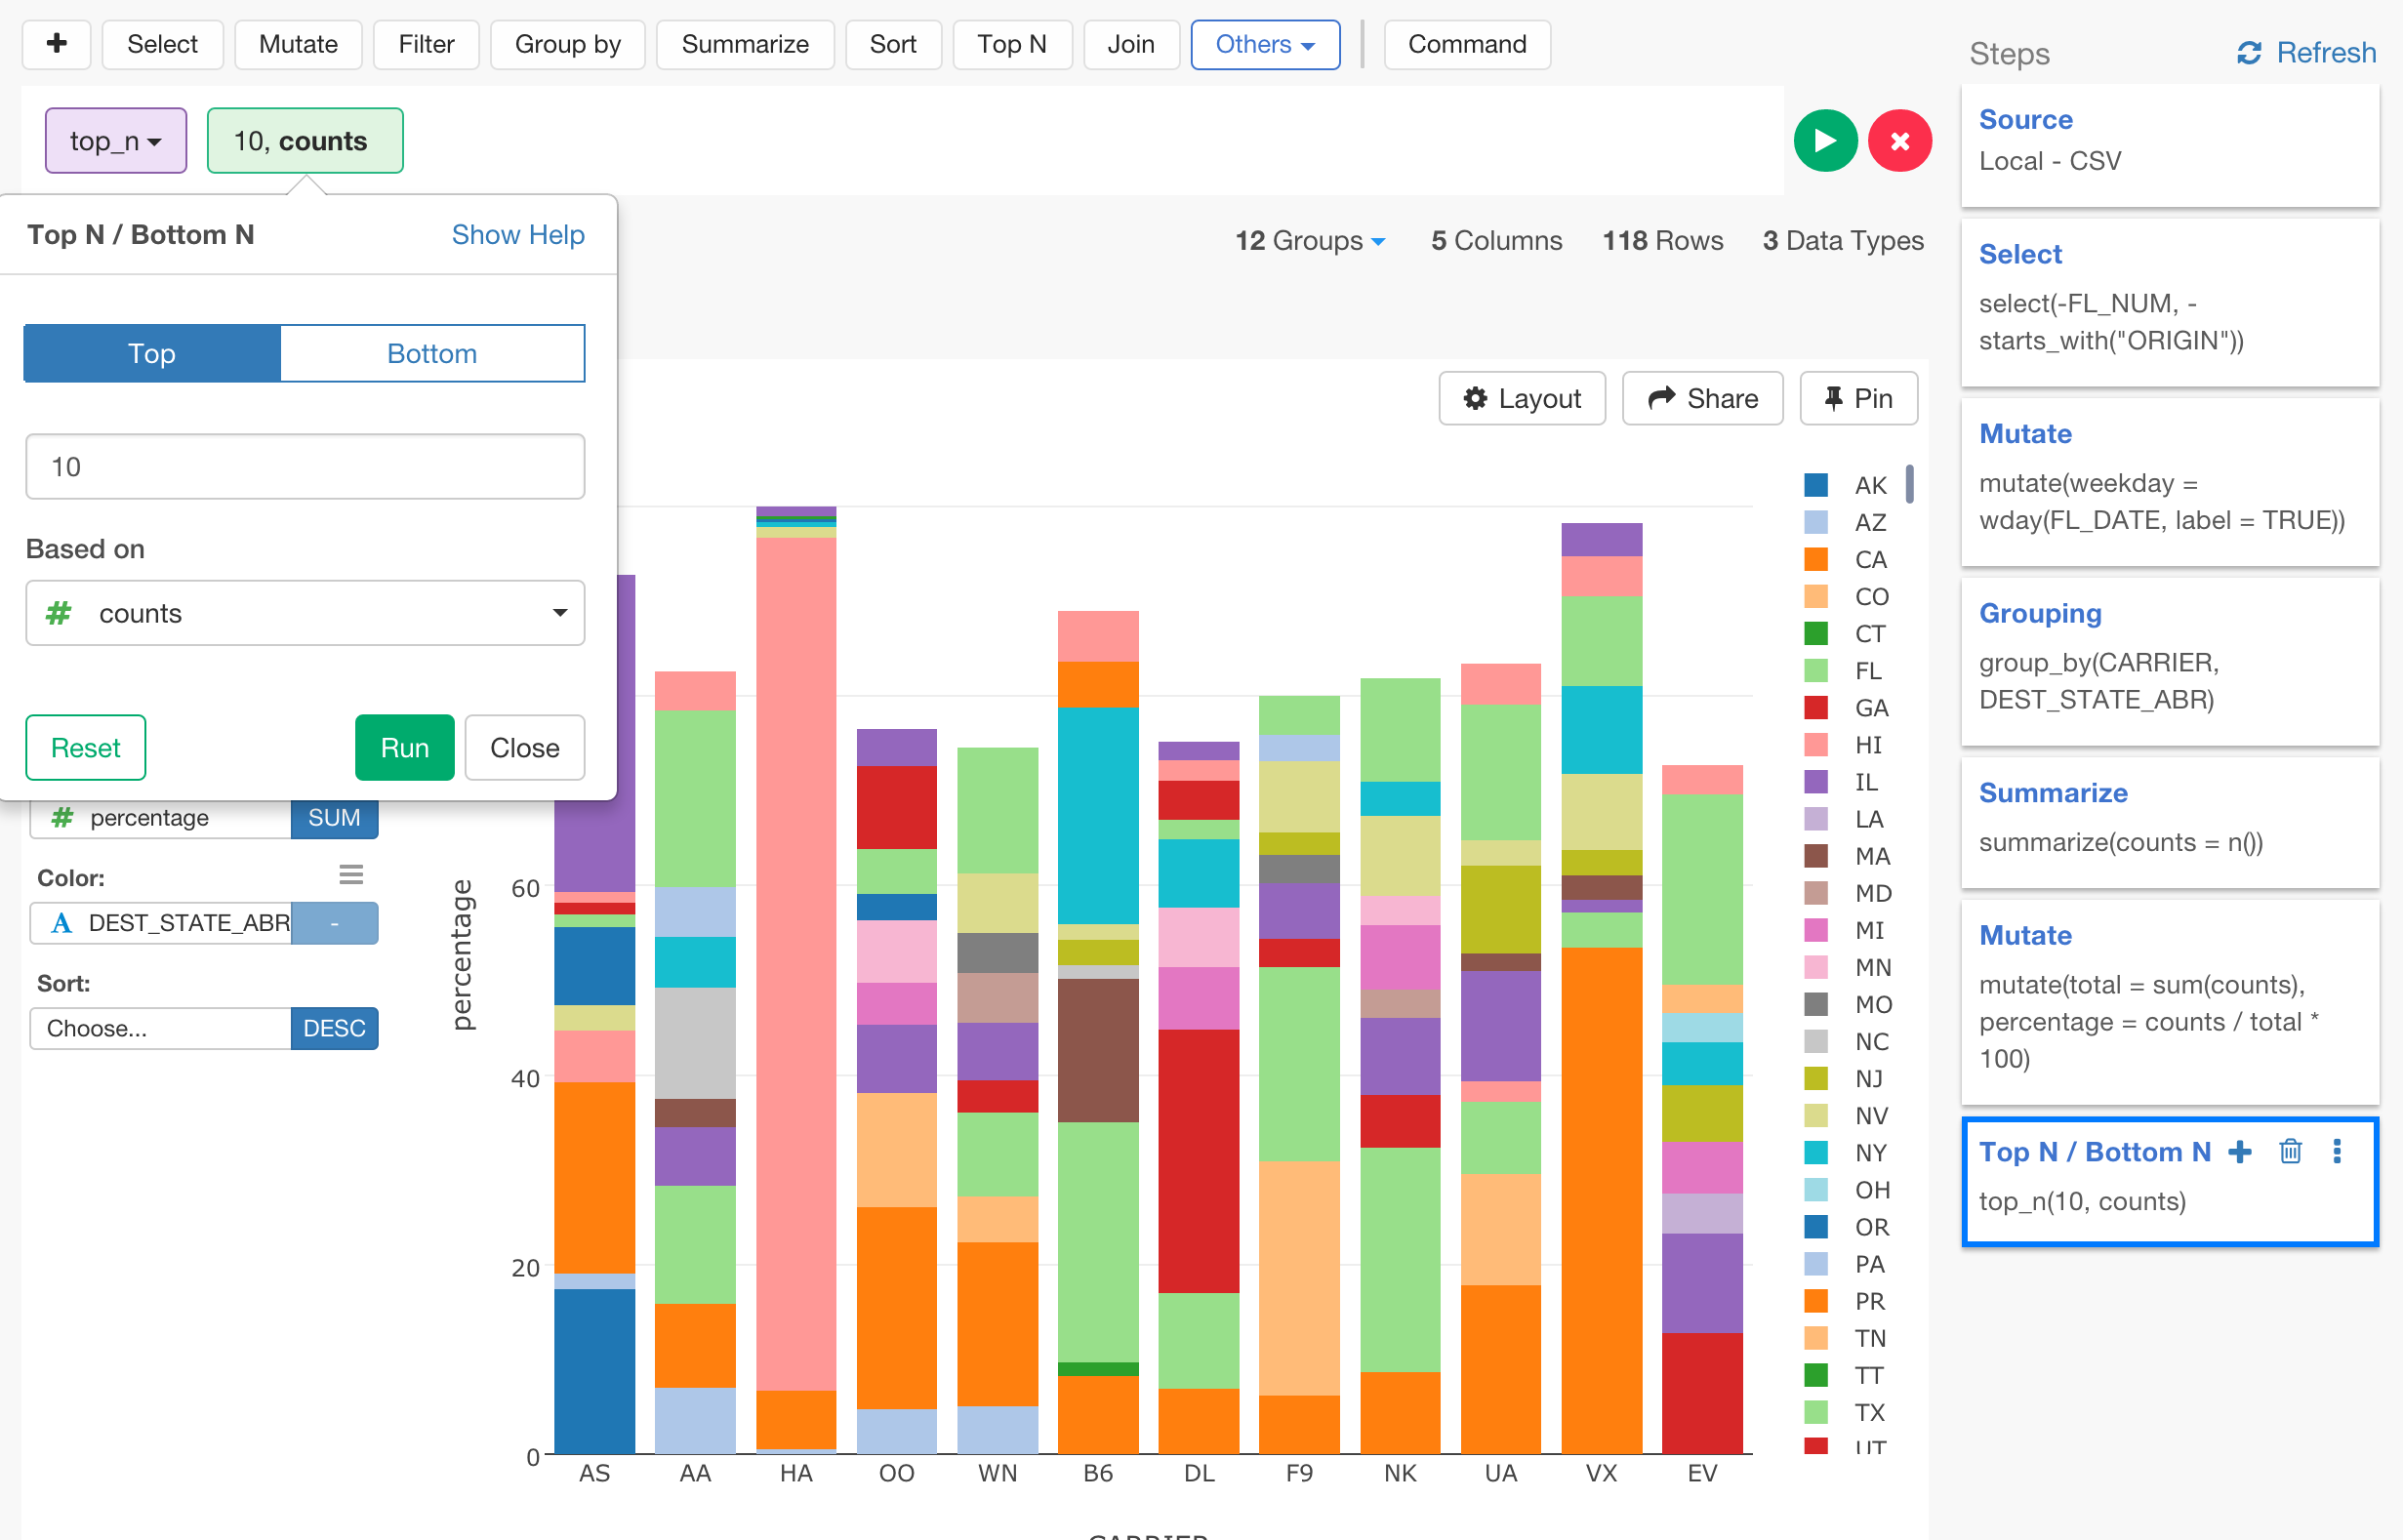 Select
Mutate
Filter
Group by
Summarize
Sort
Top N
Join
Others
Command
top_n
10, counts
Top N / Bottom N
Show Help
Top
Bottom
10
Based on
# counts
Reset
Run
Close
# percentage
SUM
Color:
A DEST_STATE_ABR
-
Sort:
Choose...
DESC
12 Groups
5 Columns
118 Rows
3 Data Types
Layout
Share
Pin
percentage
60
40
20
0
AS
AA
HA
OO
WN
B6
DL
F9
NK
UA
VX
EV
CARRIER
AK
AZ
CA
CO
CT
FL
GA
HI
IL
LA
MA
MD
MI
MN
MO
NC
NJ
NV
NY
OH
OR
PA
PR
TN
TT
TX
UT
Steps
Refresh
Source
Local - CSV
Select
select(-FL_NUM, -
starts_with("ORIGIN"))
Mutate
mutate(weekday =
wday(FL_DATE, label = TRUE))
Grouping
group_by(CARRIER,
DEST_STATE_ABR)
Summarize
summarize(counts = n())
Mutate
mutate(total = sum(counts),
percentage = counts / total *
100)
Top N / Bottom N
top_n(10, counts)